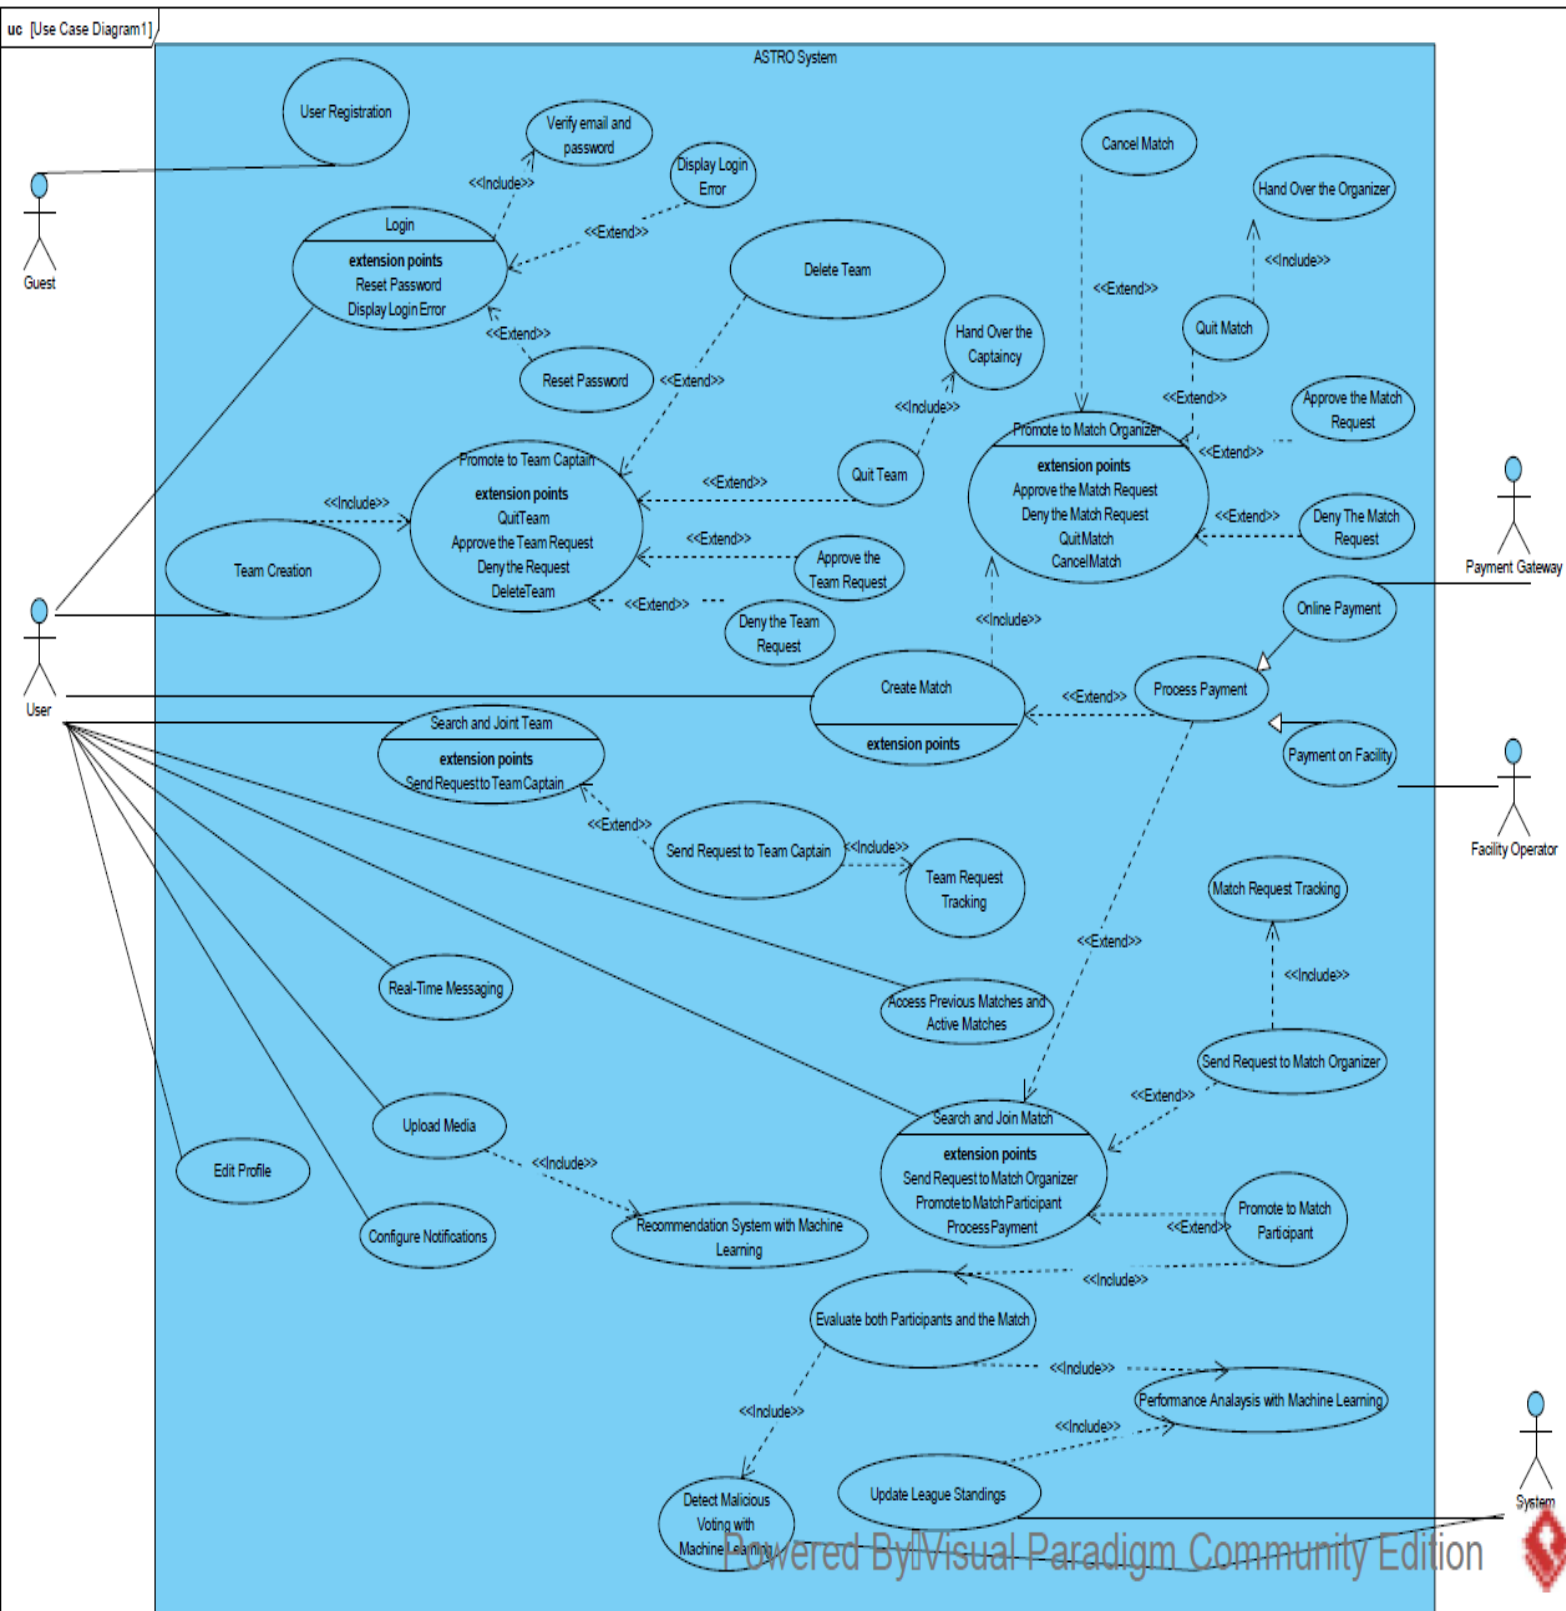 uc [Use Case Diagram1]
ASTRO System
User Registration
Verify email and
password
<<Include>>
Display Login
Error
<<Extend>>
Login
extension points
Reset Password
Display Login Error
<<Extend>>
Reset Password
Guest
Cancel Match
<<Extend>>
Hand Over the Organizer
<<Include>>
Quit Match
<<Extend>>
Delete Team
<<Extend>>
Hand Over the
Captaincy
<<Include>>
Quit Team
<<Extend>>
Approve the Match
Request
<<Extend>>
Promote to Match Organizer
extension points
Approve the Match Request
Deny the Match Request
QuitMatch
CancelMatch
Deny The Match
Request
<<Extend>>
Promote to Team Captain
extension points
QuitTeam
Approve the Team Request
Deny the Request
DeleteTeam
<<Include>>
Team Creation
<<Extend>>
Approve the
Team Request
<<Extend>>
Deny the Team
Request
Payment Gateway
Online Payment
<<Include>>
User
Create Match
extension points
<<Extend>>
Process Payment
Payment on Facility
Facility Operator
Search and Joint Team
extension points
Send Request to Team Captain
<<Extend>>
Send Request to Team Captain
<<Include>>
Team Request
Tracking
<<Extend>>
Match Request Tracking
<<Include>>
Send Request to Match Organizer
<<Extend>>
Real-Time Messaging
Access Previous Matches and
Active Matches
Upload Media
<<Include>>
Edit Profile
Configure Notifications
Recommendation System with Machine
Learning
Search and Join Match
extension points
Send Request to Match Organizer
Promote to Match Participant
Process Payment
Promote to Match
Participant
<<Extend>>
<<Include>>
Evaluate both Participants and the Match
<<Include>>
Performance Analaysis with Machine Learning
<<Include>>
<<Include>>
Detect Malicious
Voting with
Machine Learning
Update League Standings
System
Powered By Visual Paradigm Community Edition